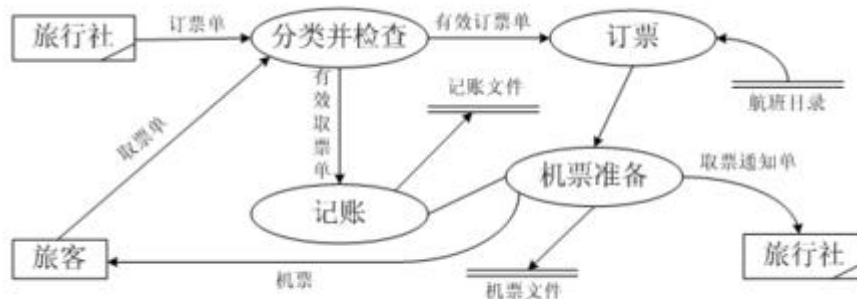 旅行社
订票单
分类并检查
有效订票单
订票
航班目录
取票单
有效取票单
记账文件
记账
机票准备
取票通知单
旅客
机票
机票文件
旅行社